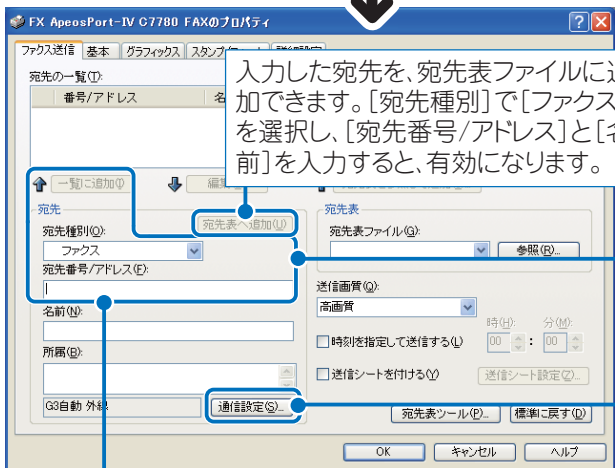 FX ApeosPort-IV C7780 FAXのプロパティ
ファクス送信 基本 グラフィックス
宛先の一覧(T):
番号/アドレス
入力した宛先を、宛先表ファイルに追
加できます。[宛先種別]で[ファクス
を選択し、[宛先番号/アドレス]と[名
前]を入力すると、有効になります。
一覧に追加(I)
宛先
宛先表へ追加(U)
宛先表
宛先種別(O):
宛先表ファイル(G):
ファクス
参照(R)...
宛先番号/アドレス(F):
送信画質(Q):
高画質
名前(N):
時(H): 分(M):
時刻を指定して送信する(L)
00 : 00
所属(B):
送信シートを付ける(Y)
送信シート設定(Z)...
G3自動 外線
通信設定(S)...
宛先表ツール(P)...
標準に戻す(D)
OK
キャンセル
ヘルプ